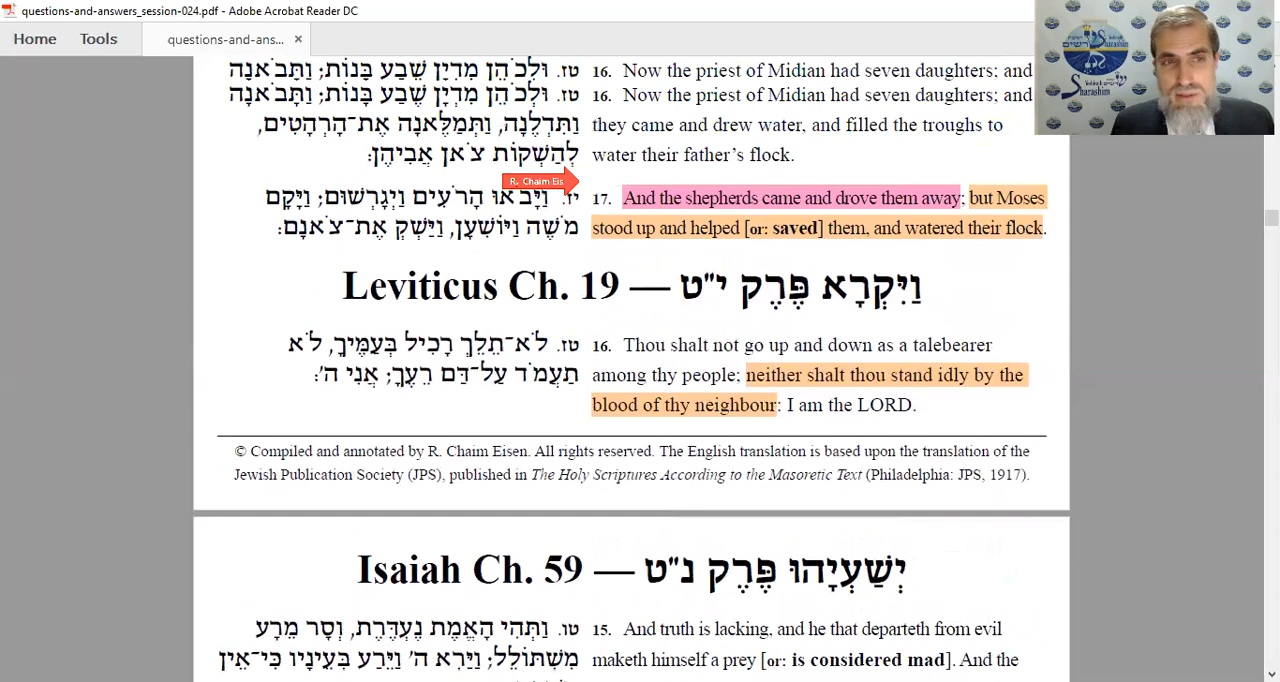 questions-and-answers_session-024.pdf - Adobe Acrobat Reader DC
Home Tools questions-and-ans... ×
טז. וּלְכֹהֵן מִדְיָן שֶׁבַע בָּנוֹת; וַתָּבֹאנָה
16. Now the priest of Midian had seven daughters; and
טז. וּלְכֹהֵן מִדְיָן שֶׁבַע בָּנוֹת; וַתָּבֹאנָה
16. Now the priest of Midian had seven daughters; and
וַתִּדְלֶנָה, וַתְּמַלֶּאנָה אֶת־הָרְהָטִים,
they came and drew water, and filled the troughs to
לְהַשְׁקוֹת צֹאן אֲבִיהֶן:
water their father’s flock.
R. Chaim Eis
יז. וַיָּבֹאוּ הָרֹעִים וַיְגָרְשׁוּם; וַיָּקָם
17. And the shepherds came and drove them away; but Moses
מֹשֶׁה וַיּוֹשִׁעָן, וַיַּשְׁקְ אֶת־צֹאנָם:
stood up and helped [or: saved] them, and watered their flock.
Leviticus Ch. 19 — וַיִּקְרָא פֶּרֶק י"ט
טז. לֹא־תֵלֵךְ רָכִיל בְּעַמֶּיךָ, לֹא
16. Thou shalt not go up and down as a talebearer
תַעֲמֹד עַל־דַּם רֵעֶךָ; אֲנִי ה':
among thy people; neither shalt thou stand idly by the
blood of thy neighbour: I am the LORD.
© Compiled and annotated by R. Chaim Eisen. All rights reserved. The English translation is based upon the translation of the
Jewish Publication Society (JPS), published in The Holy Scriptures According to the Masoretic Text (Philadelphia: JPS, 1917).
Isaiah Ch. 59 — יְשַׁעְיָהוּ פֶּרֶק נ"ט
טו. וַתְּהִי הָאֱמֶת נֶעְדֶּרֶת, וְסָר מֵרָע
15. And truth is lacking, and he that departeth from evil
מִשְׁתּוֹלֵל; וַיַּרְא ה' וַיֵּרַע בְּעֵינָיו כִּי־אֵין
maketh himself a prey [or: is considered mad]. And the
Sharashim